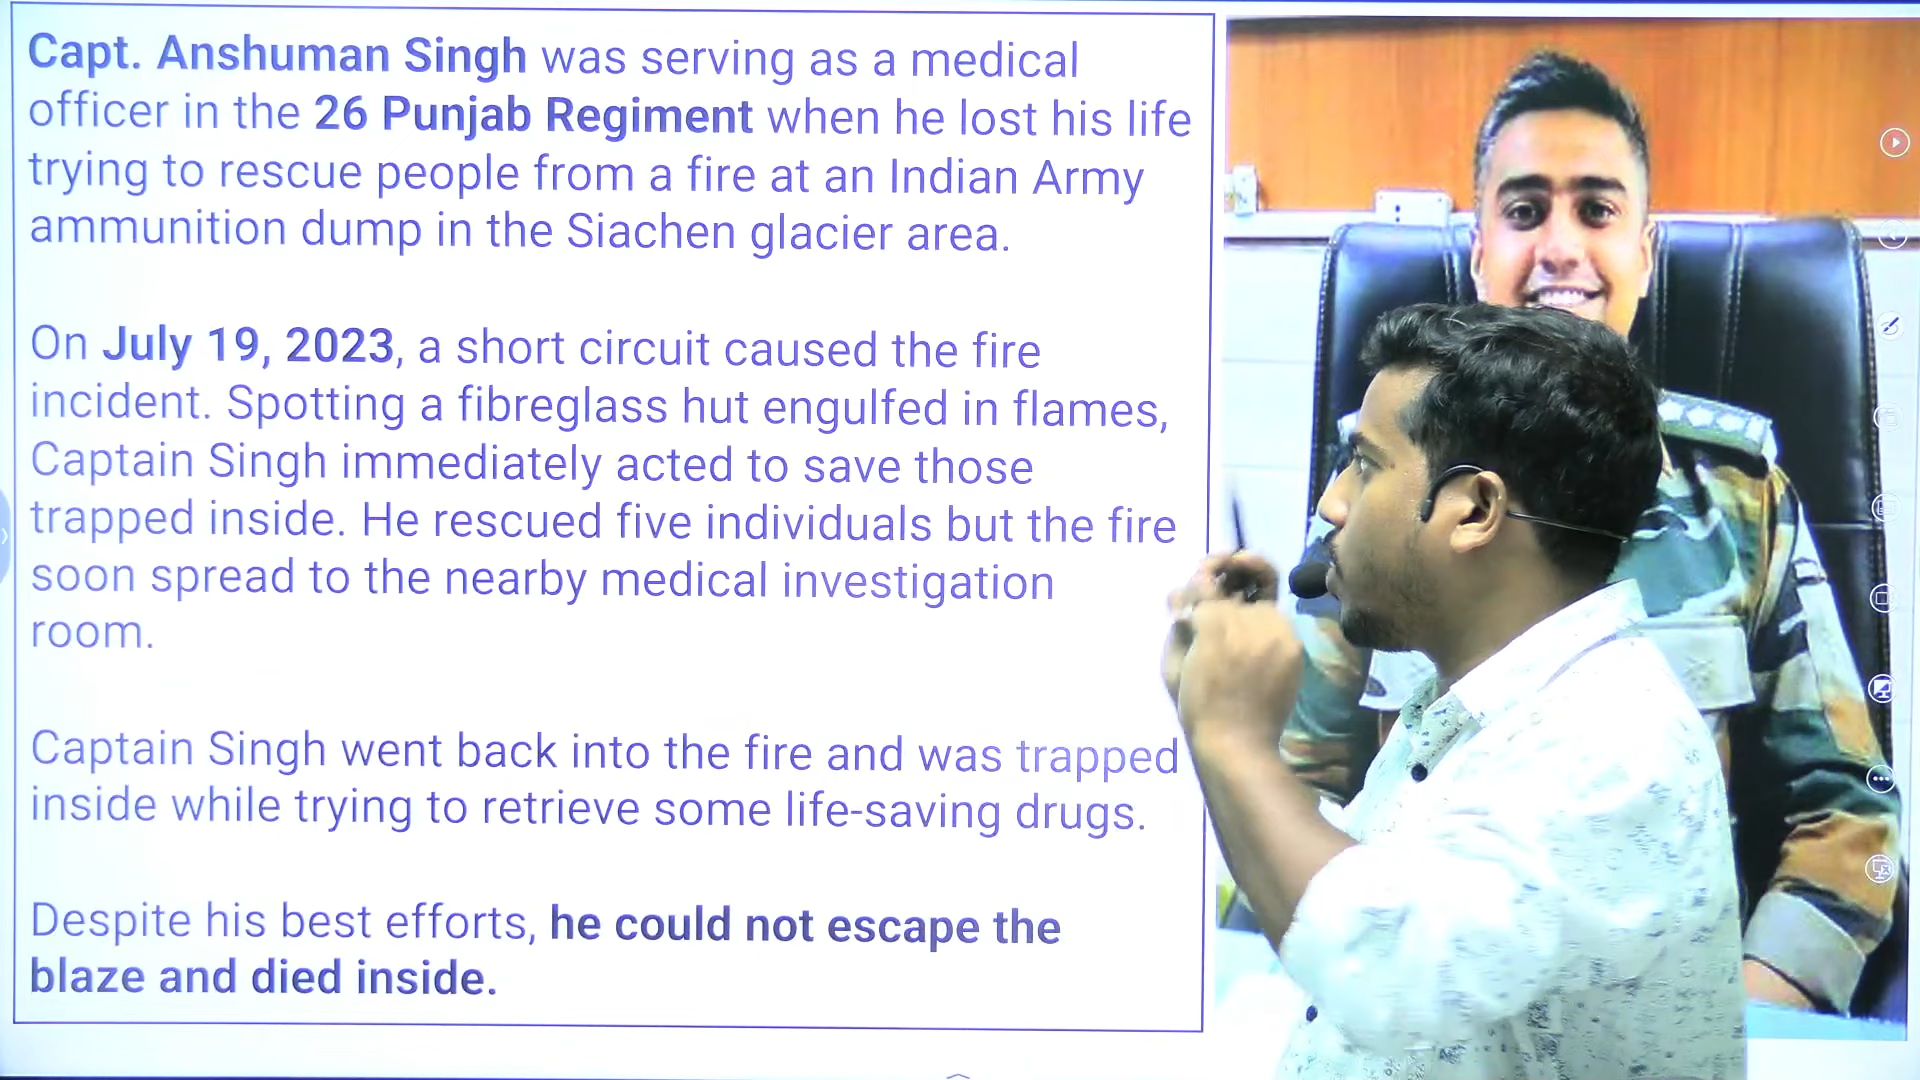 Capt. Anshuman Singh was serving as a medical
officer in the 26 Punjab Regiment when he lost his life
trying to rescue people from a fire at an Indian Army
ammunition dump in the Siachen glacier area.
On July 19, 2023, a short circuit caused the fire
incident. Spotting a fibreglass hut engulfed in flames,
Captain Singh immediately acted to save those
trapped inside. He rescued five individuals but the fire
soon spread to the nearby medical investigation
room.
Captain Singh went back into the fire and was trapped
inside while trying to retrieve some life-saving drugs.
Despite his best efforts, he could not escape the
blaze and died inside.